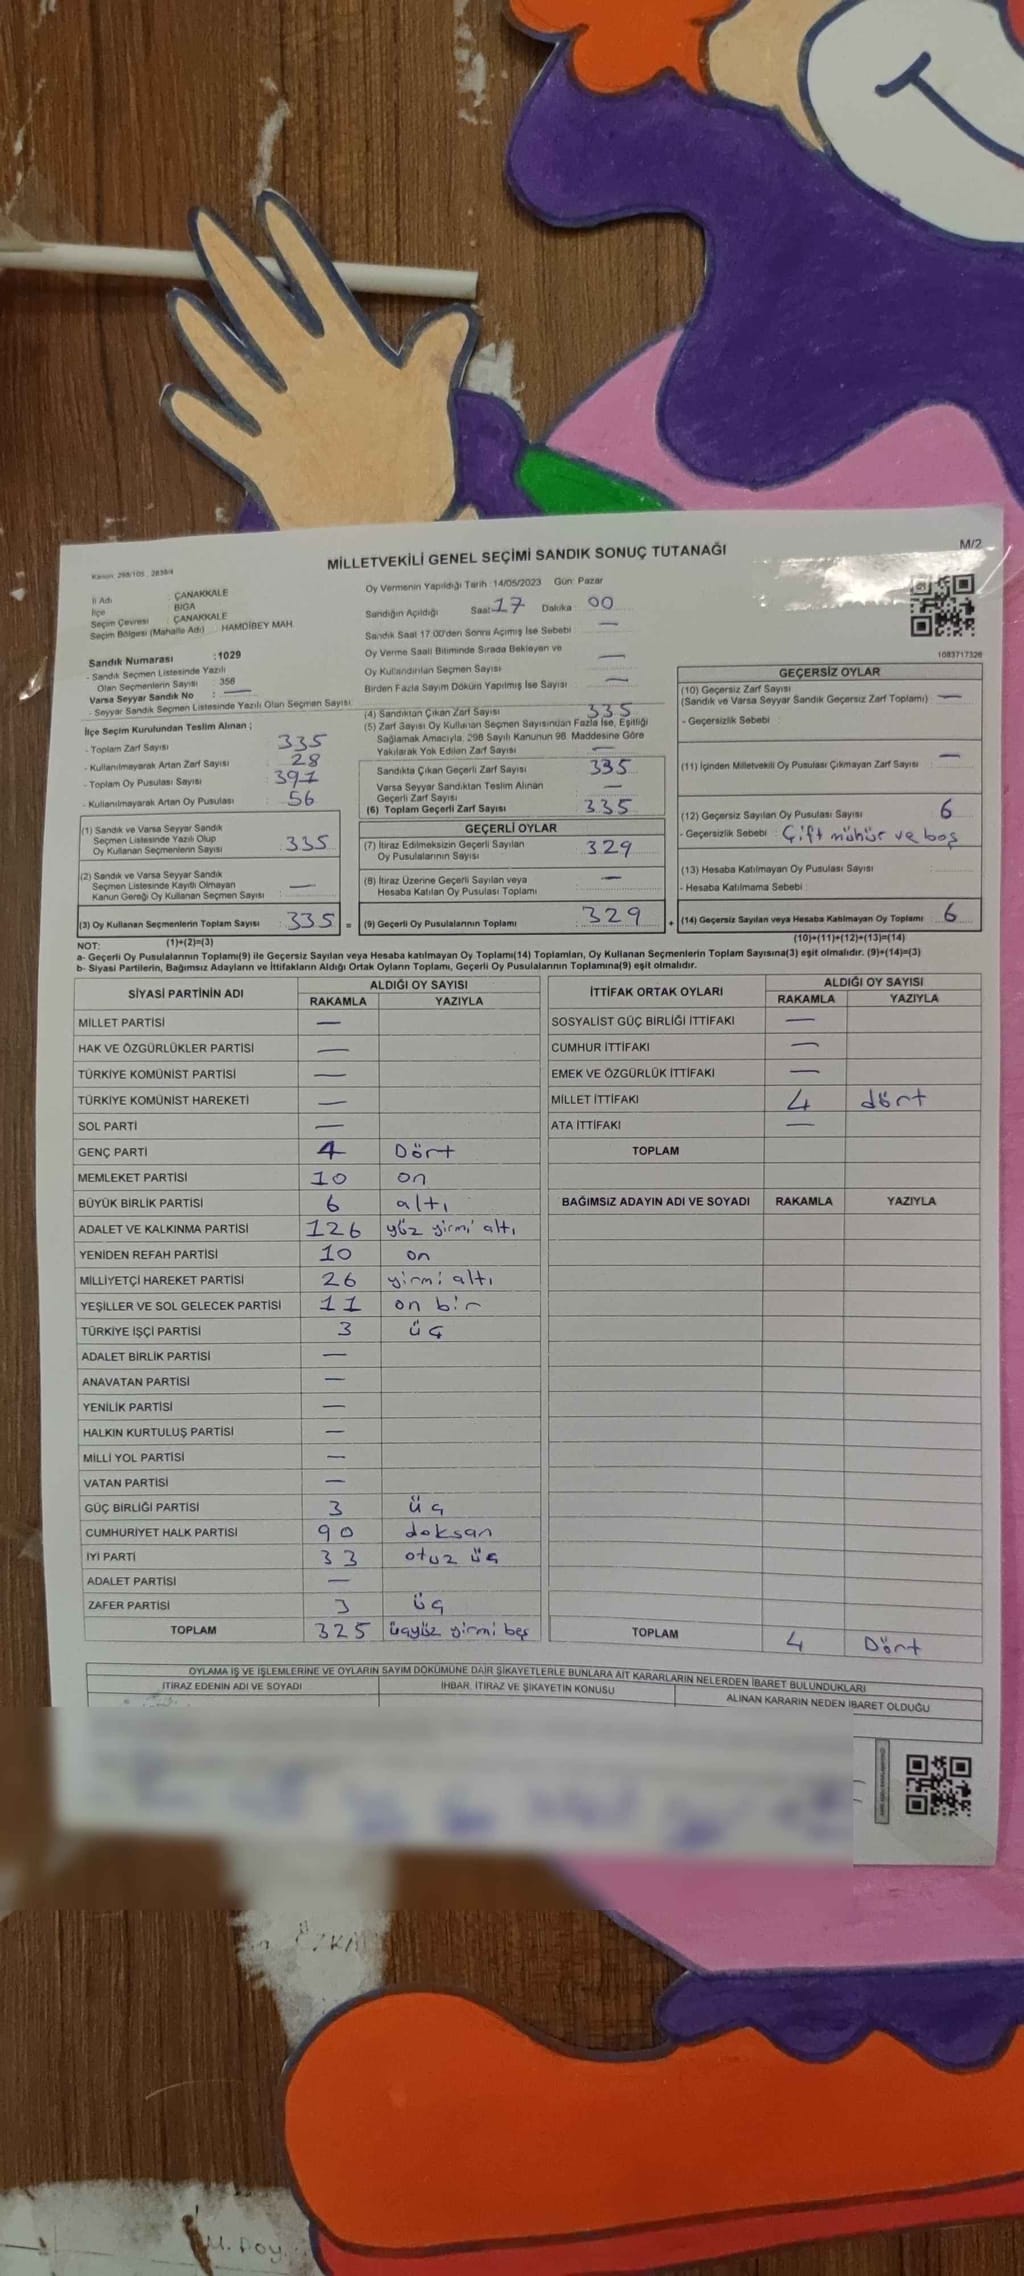 MİLLETVEKİLİ GENEL SEÇİMİ SANDIK SONUÇ TUTANAĞI
M/2
Kanun: 298/105, 2839/4
İl Adı : ÇANAKKALE
İlçe BİGA
Seçim Çevresi : ÇANAKKALE
Seçim Bölgesi (Mahalle Adı) : HAMDİBEY MAH.
Sandık Numarası :1029
- Sandık Seçmen Listesinde Yazılı
Olan Seçmenlerin Sayısı : 356
Varsa Seyyar Sandık No : —
- Seyyar Sandık Seçmen Listesinde Yazılı Olan Seçmen Sayısı:
İlçe Seçim Kurulundan Teslim Alınan ;
- Toplam Zarf Sayısı 335
- Kullanılmayarak Artan Zarf Sayısı : 28
- Toplam Oy Pusulası Sayısı : 391
- Kullanılmayarak Artan Oy Pusulası : 56
(1) Sandık ve Varsa Seyyar Sandık
Seçmen Listesinde Yazılı Olup
Oy Kullanan Seçmenlerin Sayısı : 335
(2) Sandık ve Varsa Seyyar Sandık
Seçmen Listesinde Kayıtlı Olmayan
Kanun Gereği Oy Kullanan Seçmen Sayısı : —
(3) Oy Kullanan Seçmenlerin Toplam Sayısı : 335 =
(1)+(2)=(3)
Oy Vermenin Yapıldığı Tarih :14/05/2023 Gün: Pazar
Sandığın Açıldığı Saat 17 Dakika : 00
Sandık Saat 17.00'den Sonra Açımış İse Sebebi : —
Oy Verme Saati Bitiminde Sırada Bekleyen ve
Oy Kullandırılan Seçmen Sayısı : —
Birden Fazla Sayım Döküm Yapılmış İse Sayısı : —
(4) Sandıktan Çıkan Zarf Sayısı : 335
(5) Zarf Sayısı Oy Kullanan Seçmen Sayısından Fazla İse, Eşitliği
Sağlamak Amacıyla, 298 Sayılı Kanunun 98. Maddesine Göre
Yakılarak Yok Edilen Zarf Sayısı : —
Sandıkta Çıkan Geçerli Zarf Sayısı : 335
Varsa Seyyar Sandıktan Teslim Alınan
Geçerli Zarf Sayısı : —
(6) Toplam Geçerli Zarf Sayısı : 335
GEÇERLİ OYLAR
(7) İtiraz Edilmeksizin Geçerli Sayılan
Oy Pusulalarının Sayısı : 329
(8) İtiraz Üzerine Geçerli Sayılan veya
Hesaba Katılan Oy Pusulası Toplamı : —
(9) Geçerli Oy Pusulalarının Toplamı : 329 +
1083717326
GEÇERSİZ OYLAR
(10) Geçersiz Zarf Sayısı
(Sandık ve Varsa Seyyar Sandık Geçersiz Zarf Toplamı) : —
- Geçersizlik Sebebi :
(11) İçinden Milletvekili Oy Pusulası Çıkmayan Zarf Sayısı : —
(12) Geçersiz Sayılan Oy Pusulası Sayısı : 6
- Geçersizlik Sebebi : Çift mühür ve boş
(13) Hesaba Katılmayan Oy Pusulası Sayısı :
- Hesaba Katılmama Sebebi :
(14) Geçersiz Sayılan veya Hesaba Katılmayan Oy Toplamı : 6
(10)+(11)+(12)+(13)=(14)
NOT:
a- Geçerli Oy Pusulalarının Toplamı(9) ile Geçersiz Sayılan veya Hesaba katılmayan Oy Toplamı(14) Toplamları, Oy Kullanan Seçmenlerin Toplam Sayısına(3) eşit olmalıdır. (9)+(14)=(3)
b- Siyasi Partilerin, Bağımsız Adayların ve İttifakların Aldığı Ortak Oyların Toplamı, Geçerli Oy Pusulalarının Toplamına(9) eşit olmalıdır.
SİYASİ PARTİNİN ADI ALDIĞI OY SAYISI
RAKAMLA YAZIYLA
MİLLET PARTİSİ —
HAK VE ÖZGÜRLÜKLER PARTİSİ —
TÜRKİYE KOMÜNİST PARTİSİ —
TÜRKİYE KOMÜNİST HAREKETİ —
SOL PARTİ —
GENÇ PARTİ 4 Dört
MEMLEKET PARTİSİ 10 on
BÜYÜK BİRLİK PARTİSİ 6 altı
ADALET VE KALKINMA PARTİSİ 126 yüz yirmi altı
YENİDEN REFAH PARTİSİ 10 on
MİLLİYETÇİ HAREKET PARTİSİ 26 yirmi altı
YEŞİLLER VE SOL GELECEK PARTİSİ 11 on bir
TÜRKİYE İŞÇİ PARTİSİ 3 üç
ADALET BİRLİK PARTİSİ —
ANAVATAN PARTİSİ —
YENİLİK PARTİSİ —
HALKIN KURTULUŞ PARTİSİ —
MİLLİ YOL PARTİSİ —
VATAN PARTİSİ —
GÜÇ BİRLİĞİ PARTİSİ 3 üç
CUMHURİYET HALK PARTİSİ 90 doksan
İYİ PARTİ 33 otuz üç
ADALET PARTİSİ —
ZAFER PARTİSİ 3 üç
TOPLAM 325 üçyüz yirmi beş
İTTİFAK ORTAK OYLARI ALDIĞI OY SAYISI
RAKAMLA YAZIYLA
SOSYALİST GÜÇ BİRLİĞİ İTTİFAKI —
CUMHUR İTTİFAKI —
EMEK VE ÖZGÜRLÜK İTTİFAKI —
MİLLET İTTİFAKI 4 dört
ATA İTTİFAKI —
TOPLAM
BAĞIMSIZ ADAYIN ADI VE SOYADI RAKAMLA YAZIYLA
TOPLAM 4 Dört
OYLAMA İŞ VE İŞLEMLERİNE VE OYLARIN SAYIM DÖKÜMÜNE DAİR ŞİKAYETLERLE BUNLARA AİT KARARLARIN NELERDEN İBARET BULUNDUKLARI
İTİRAZ EDENİN ADI VE SOYADI İHBAR, İTİRAZ VE ŞİKAYETİN KONUSU ALINAN KARARIN NEDEN İBARET OLDUĞU